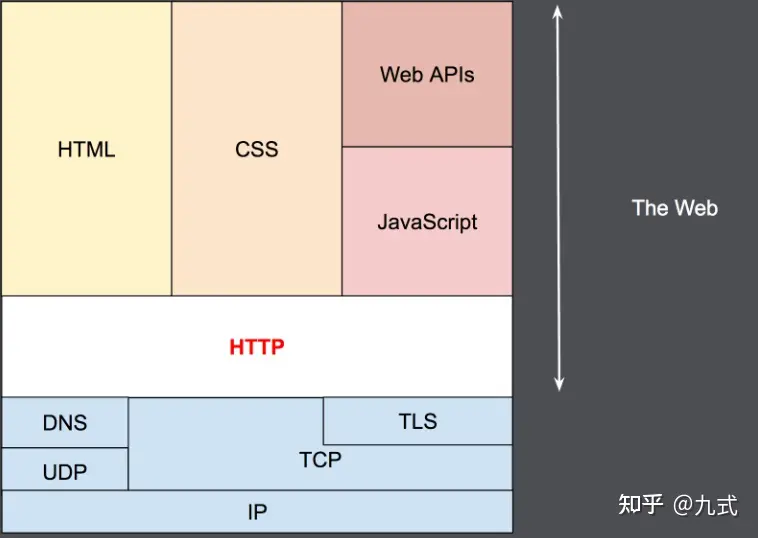 Web APIs
HTML
CSS
JavaScript
The Web
HTTP
DNS
TLS
UDP
TCP
IP
知乎 @九式